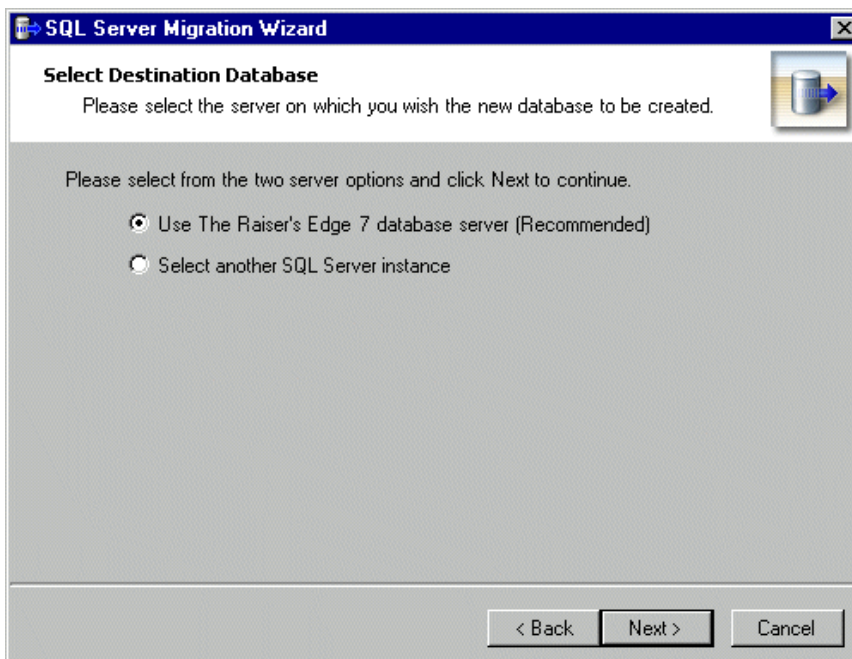 SQL Server Migration Wizard
Select Destination Database
Please select the server on which you wish the new database to be created.
Please select from the two server options and click Next to continue.
Use The Raiser's Edge 7 database server (Recommended)
Select another SQL Server instance
< Back Next > Cancel